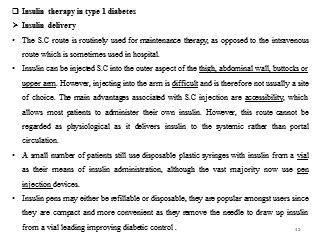 ❑ Insulin therapy in type 1 diabetes
➢ Insulin delivery
• The S.C route is routinely used for maintenance therapy, as opposed to the intravenous
route which is sometimes used in hospital.
• Insulin can be injected S.C into the outer aspect of the thigh, abdominal wall, buttocks or
upper arm. However, injecting into the arm is difficult and is therefore not usually a site
of choice. The main advantages associated with S.C injection are accessibility, which
allows most patients to administer their own insulin. However, this route cannot be
regarded as physiological as it delivers insulin to the systemic rather than portal
circulation.
• A small number of patients still use disposable plastic syringes with insulin from a vial
as their means of insulin administration, although the vast majority now use pen
injection devices.
• Insulin pens may either be refillable or disposable, they are popular amongst users since
they are compact and more convenient as they remove the needle to draw up insulin
from a vial leading improving diabetic control .